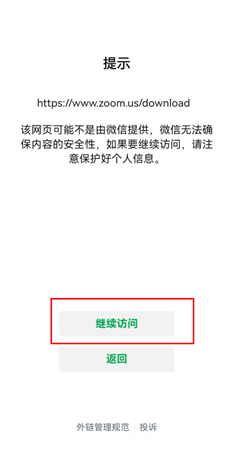 提示
https://www.zoom.us/download
该网页可能不是由微信提供，微信无法确
保内容的安全性，如果要继续访问，请注
意保护好个人信息。
继续访问
返回
外链管理规范 投诉